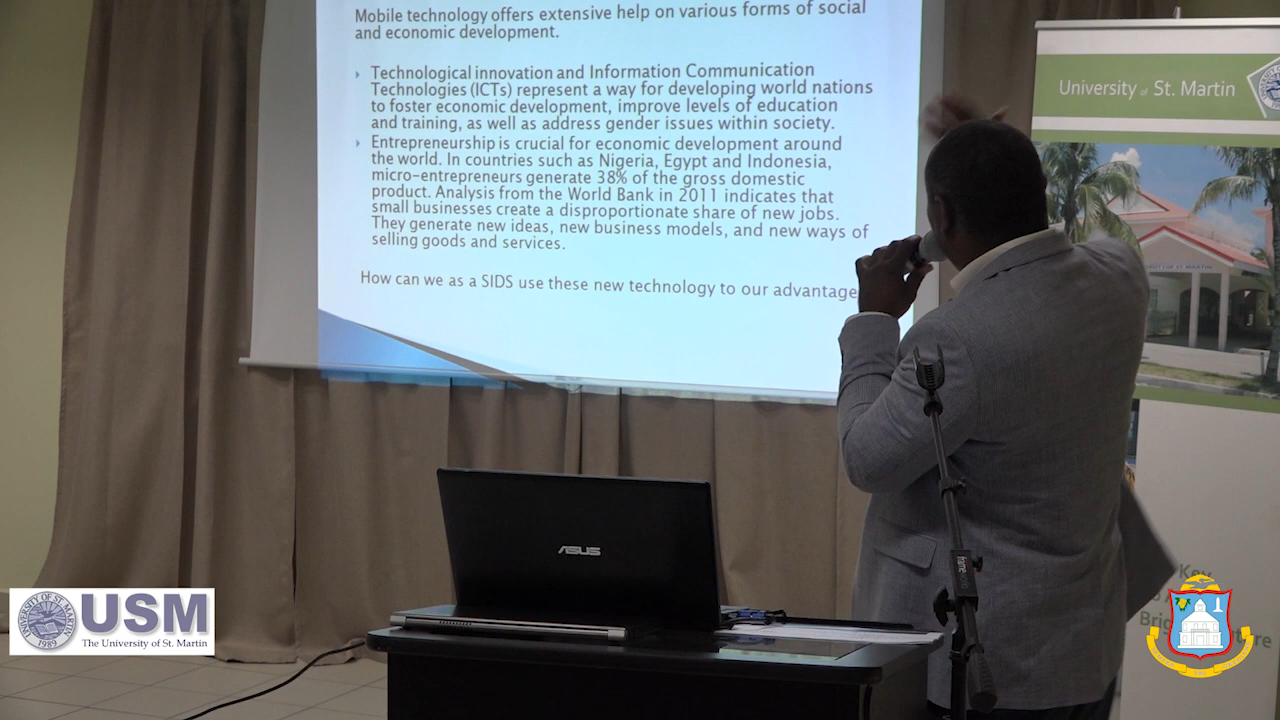 Mobile technology offers extensive help on various forms of social
and economic development.
Technological innovation and Information Communication
Technologies (ICTs) represent a way for developing world nations
to foster economic development, improve levels of education
and training, as well as address gender issues within society.
Entrepreneurship is crucial for economic development around
the world. In countries such as Nigeria, Egypt and Indonesia,
micro-entrepreneurs generate 38% of the gross domestic
product. Analysis from the World Bank in 2011 indicates that
small businesses create a disproportionate share of new jobs.
They generate new ideas, new business models, and new ways of
selling goods and services.
How can we as a SIDS use these new technology to our advantage
University of St. Martin
ASUS
Key
UNIVERSITY OF ST. MARTIN
1989
USM
The University of St. Martin